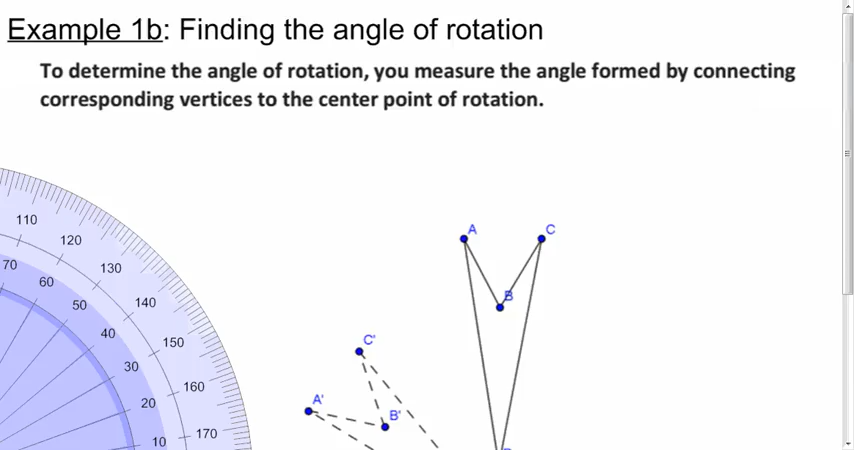 Example 1b: Finding the angle of rotation
To determine the angle of rotation, you measure the angle formed by connecting
corresponding vertices to the center point of rotation.
110
120
130
140
150
160
170
70
60
50
40
30
20
10
A
C
B
C'
A'
B'